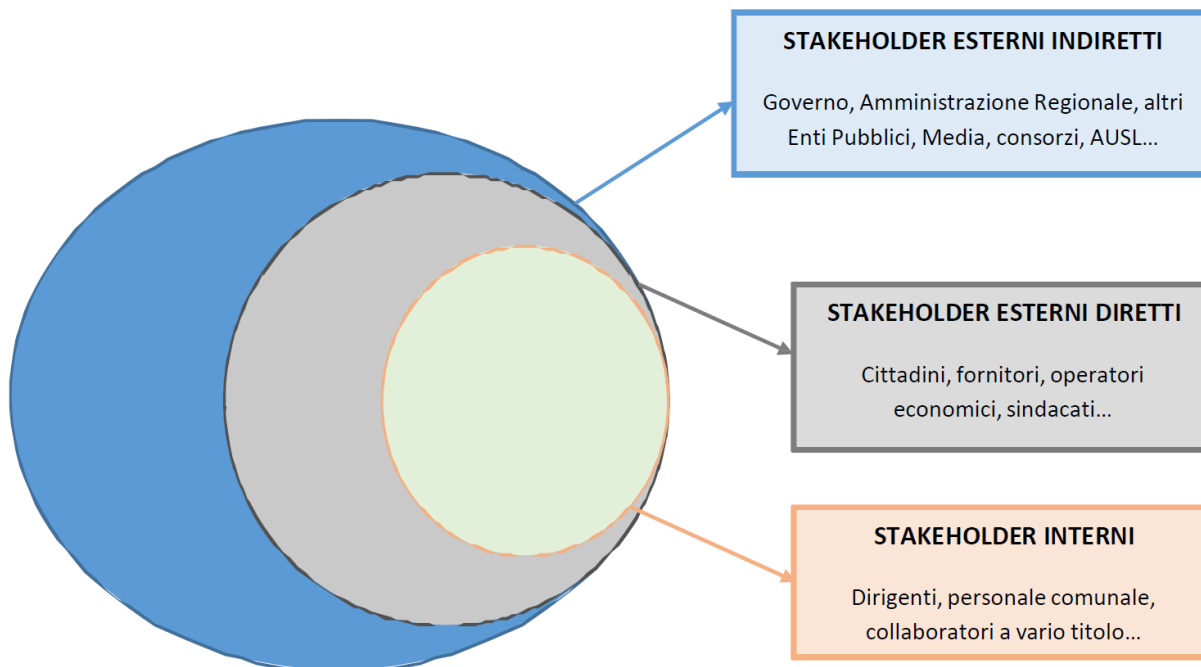 STAKEHOLDER ESTERNI INDIRETTI
Governo, Amministrazione Regionale, altri
Enti Pubblici, Media, consorzi, AUSL...
STAKEHOLDER ESTERNI DIRETTI
Cittadini, fornitori, operatori
economici, sindacati...
STAKEHOLDER INTERNI
Dirigenti, personale comunale,
collaboratori a vario titolo...